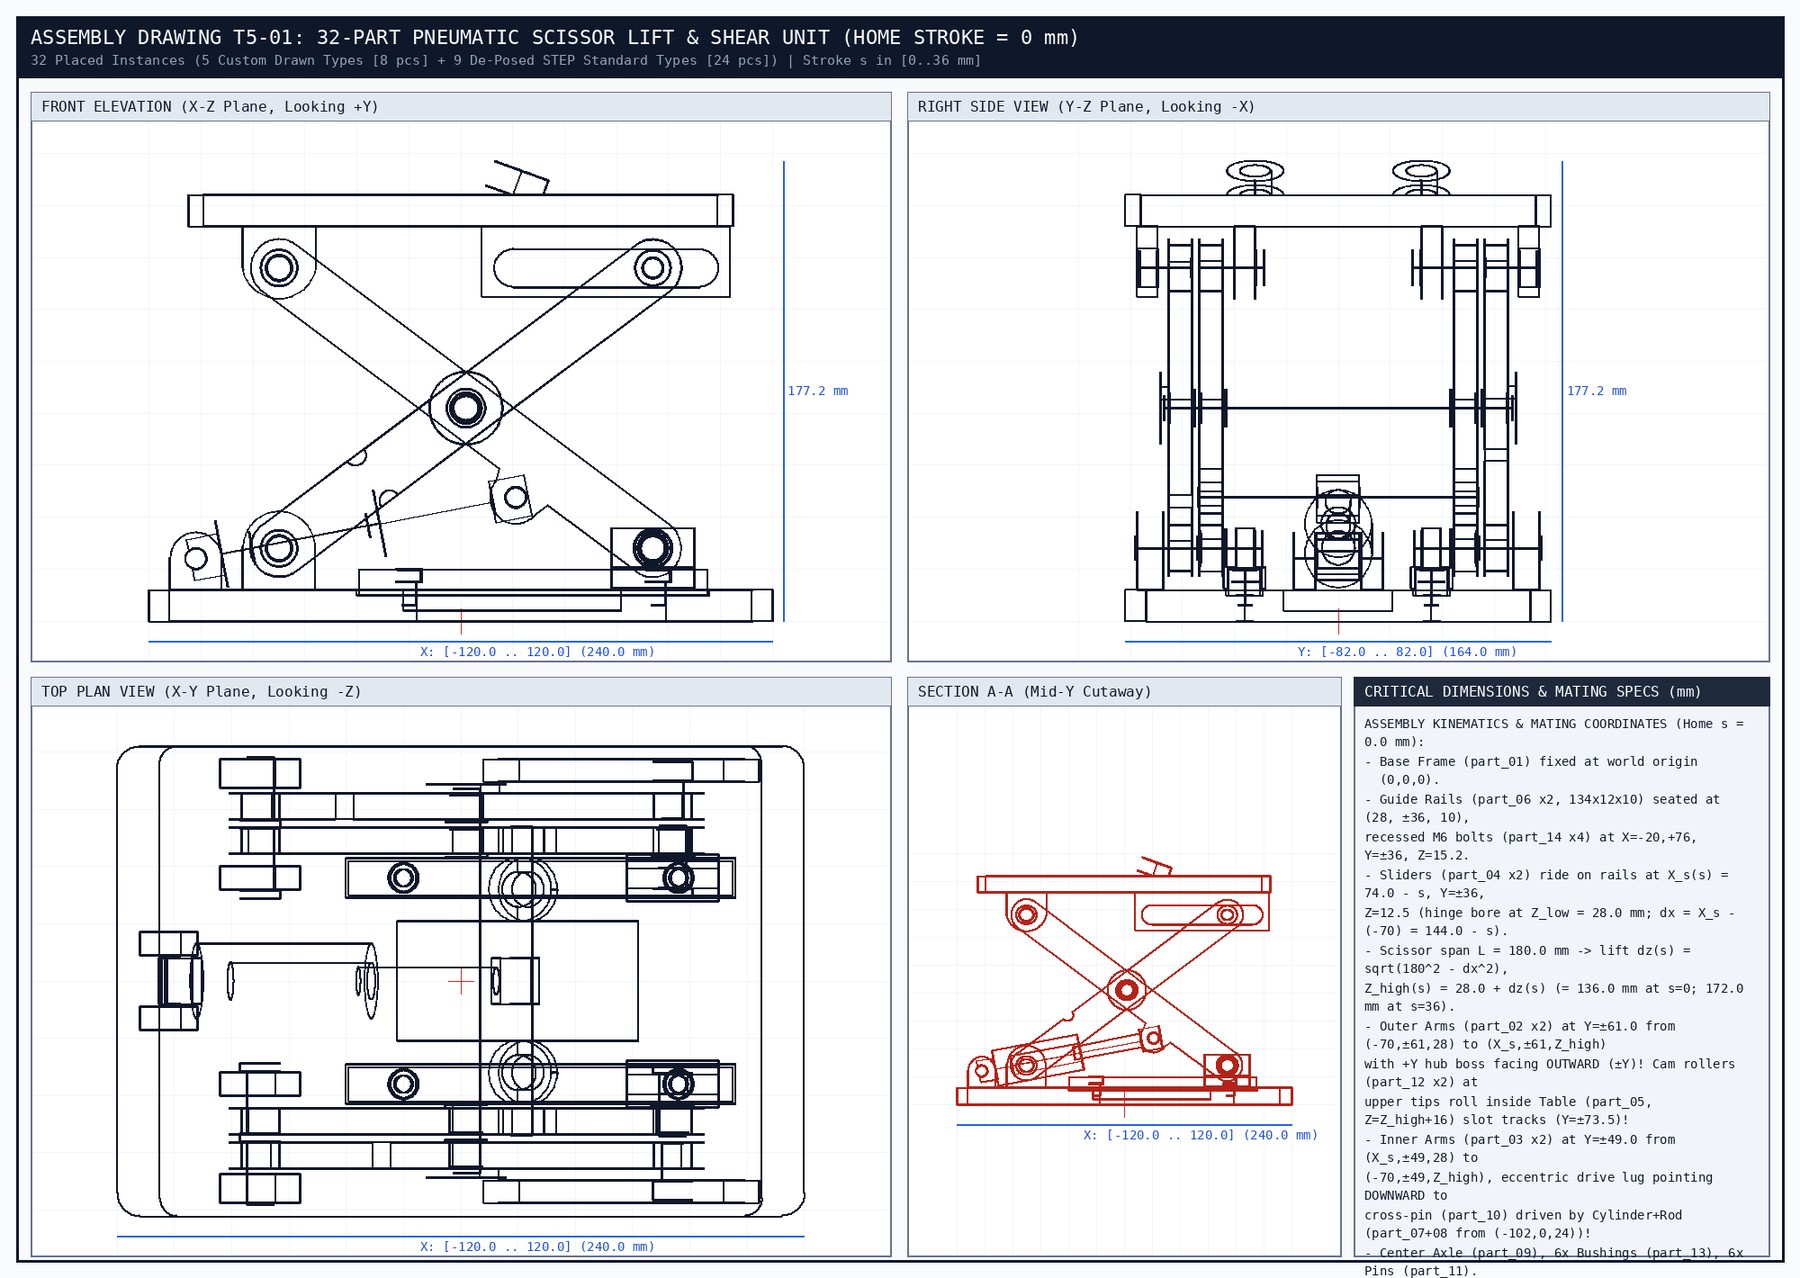 ASSEMBLY DRAWING T5-01: 32-PART PNEUMATIC SCISSOR LIFT & SHEAR UNIT (HOME STROKE = 0 mm)
32 Placed Instances (5 Custom Drawn Types [8 pcs] + 9 De-Posed STEP Standard Types [24 pcs]) | Stroke s in [0..36 mm]
FRONT ELEVATION (X-Z Plane, Looking +Y)
177.2 mm
X: [-120.0 .. 120.0] (240.0 mm)
RIGHT SIDE VIEW (Y-Z Plane, Looking -X)
177.2 mm
Y: [-82.0 .. 82.0] (164.0 mm)
TOP PLAN VIEW (X-Y Plane, Looking -Z)
X: [-120.0 .. 120.0] (240.0 mm)
SECTION A-A (Mid-Y Cutaway)
X: [-120.0 .. 120.0] (240.0 mm)
CRITICAL DIMENSIONS & MATING SPECS (mm)
ASSEMBLY KINEMATICS & MATING COORDINATES (Home s =
0.0 mm):
- Base Frame (part_01) fixed at world origin
(0,0,0).
- Guide Rails (part_06 x2, 134x12x10) seated at
(28, ±36, 10),
recessed M6 bolts (part_14 x4) at X=-20,+76,
Y=±36, Z=15.2.
- Sliders (part_04 x2) ride on rails at X_s(s) =
74.0 - s, Y=±36,
Z=12.5 (hinge bore at Z_low = 28.0 mm; dx = X_s -
(-70) = 144.0 - s).
- Scissor span L = 180.0 mm -> lift dz(s) =
sqrt(180^2 - dx^2),
Z_high(s) = 28.0 + dz(s) (= 136.0 mm at s=0; 172.0
mm at s=36).
- Outer Arms (part_02 x2) at Y=±61.0 from
(-70,±61,28) to (X_s,±61,Z_high)
with +Y hub boss facing OUTWARD (±Y)! Cam rollers
(part_12 x2) at
upper tips roll inside Table (part_05,
Z=Z_high+16) slot tracks (Y=±73.5)!
- Inner Arms (part_03 x2) at Y=±49.0 from
(X_s,±49,28) to
(-70,±49,Z_high), eccentric drive lug pointing
DOWNWARD to
cross-pin (part_10) driven by Cylinder+Rod
(part_07+08 from (-102,0,24))!
- Center Axle (part_09), 6x Bushings (part_13), 6x
Pins (part_11).